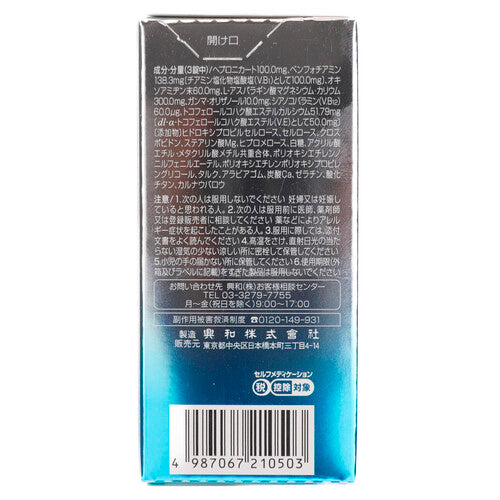 開け口
成分・分量(3錠中)/ヘプロニカート100.0mg、ベンフォチアミン
138.3mg[チアミン塩化物塩酸塩(V.B₁)として100.0mg]、オキ
ソアミヂン末60.0mg、L-アスパラギン酸マグネシウム・カリウム
300.0mg、ガンマ-オリザノール10.0mg、シアノコバラミン(V.B₁₂)
60.0μg、トコフェロールコハク酸エステルカルシウム51.79mg
[dl-α-トコフェロールコハク酸エステル(V.E)として50.0mg]
[添加物]ヒドロキシプロピルセルロース、セルロース、クロス
ポビドン、ステアリン酸Mg、ヒプロメロース、白糖、アクリル酸
エチル・メタクリル酸メチル共重合体、ポリオキシエチレンノ
ニルフェニルエーテル、ポリオキシエチレンポリオキシプロピレ
ングリコール、タルク、アラビアゴム、炭酸Ca、ゼラチン、酸化
チタン、カルナウバロウ
注意/1.次の人は服用しないでください 妊婦又は妊娠し
ていると思われる人。2.次の人は服用前に医師、薬剤師
又は登録販売者に相談してください 薬などによりアレル
ギー症状を起こしたことがある人。3.服用に際しては、添付
文書をよく読んでください 4.高温をさけ、直射日光の当た
らない湿気の少ない涼しい所に密栓して保管してください
5.小児の手の届かない所に保管してください 6.使用期限(外
箱及びラベルに記載)をすぎた製品は服用しないでください
お問い合わせ先 興和(株)お客様相談センター
TEL 03-3279-7755
月〜金(祝日を除く)9:00〜17:00
副作用被害救済制度 ☎0120-149-931
製造販売元 興和株式会社
東京都中央区日本橋本町三丁目4-14
セルフメディケーション
税 控除 対象
4 987067 210503